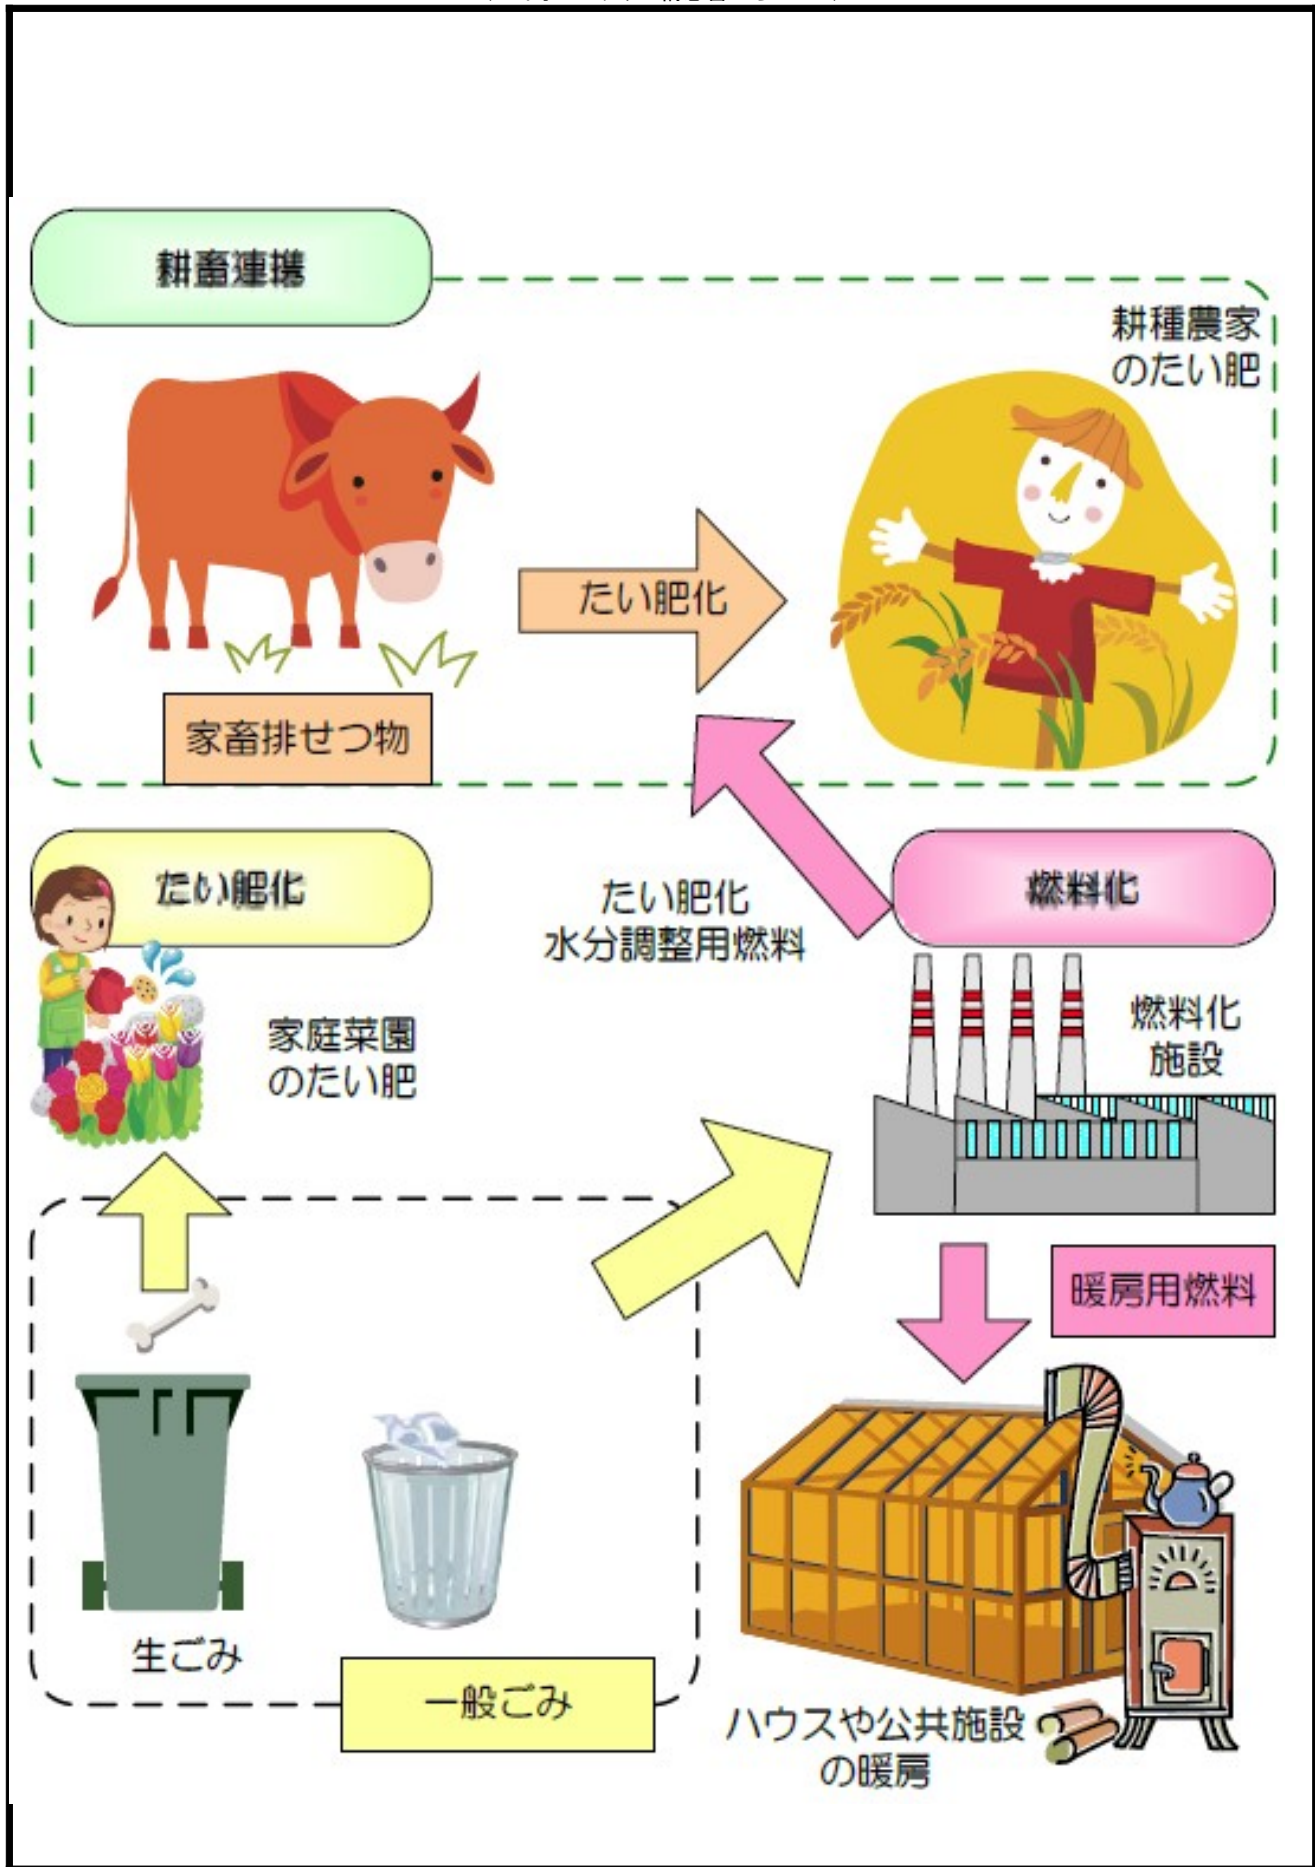 耕畜連携
耕種農家
のたい肥
たい肥化
家畜排せつ物
たい肥化
燃料化
たい肥化
水分調整用燃料
家庭菜園
のたい肥
燃料化
施設
暖房用燃料
生ごみ
一般ごみ
ハウスや公共施設
の暖房